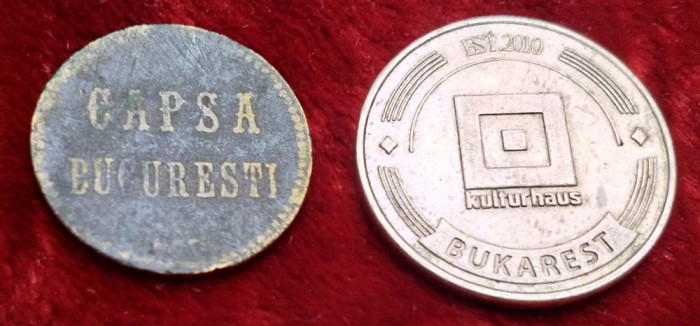 CAPSA
BUCURESTI
EST. 2010
kulturhaus
BUKAREST